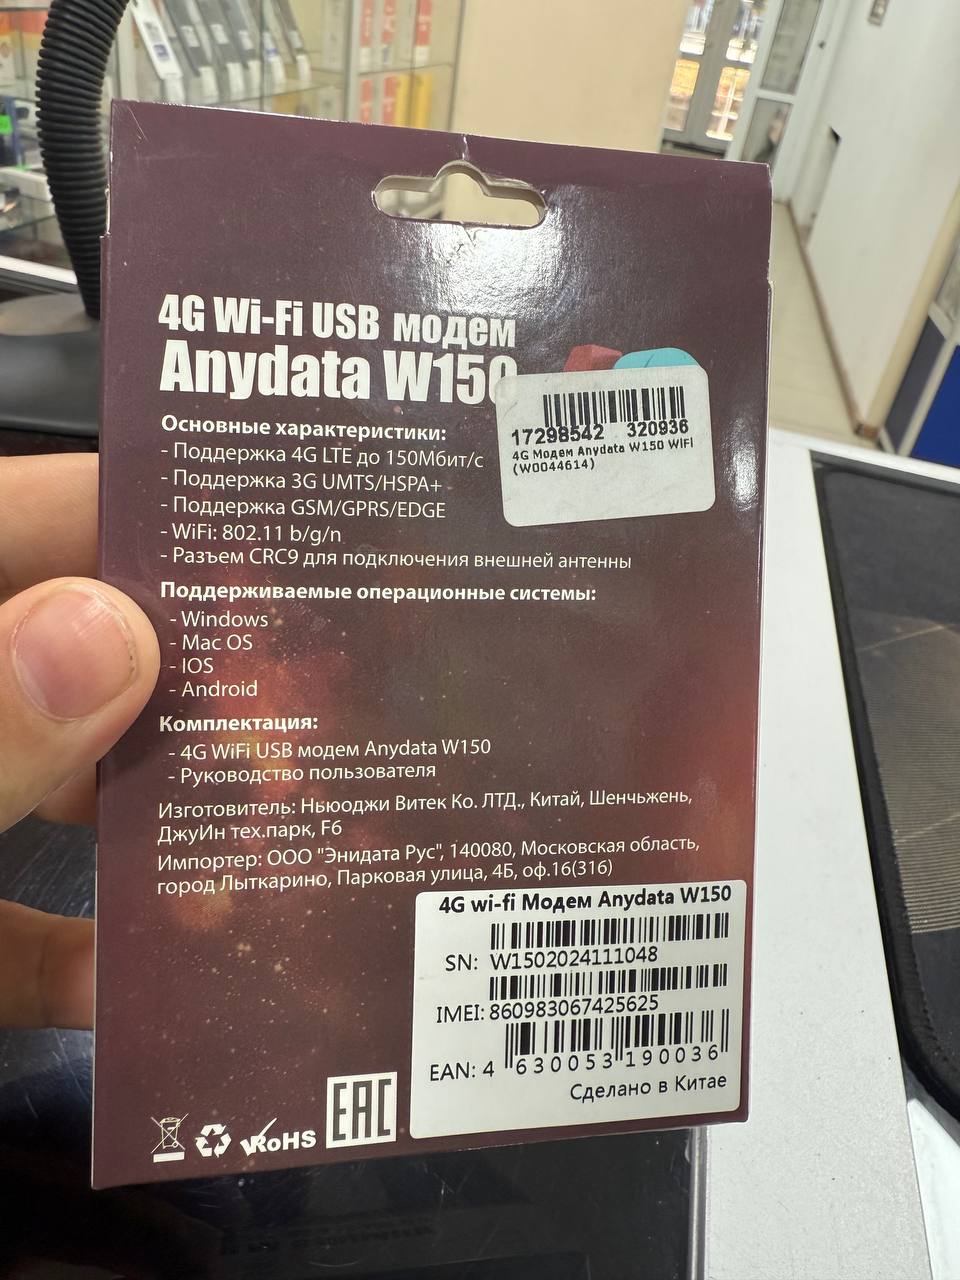 4G Wi-Fi USB модем
Anydata W150
17298542 320936
4G Модем Anydata W150 WiFi
(W0044614)
Основные характеристики:
- Поддержка 4G LTE до 150Мбит/с
- Поддержка 3G UMTS/HSPA+
- Поддержка GSM/GPRS/EDGE
- WiFi: 802.11 b/g/n
- Разъем CRC9 для подключения внешней антенны
Поддерживаемые операционные системы:
- Windows
- Mac OS
- IOS
- Android
Комплектация:
- 4G WiFi USB модем Anydata W150
- Руководство пользователя
Изготовитель: Ньюоджи Витек Ко. ЛТД., Китай, Шенчьжень,
ДжуИн тех.парк, F6
Импортер: ООО "Энидата Рус", 140080, Московская область,
город Лыткарино, Парковая улица, 4Б, оф.16(316)
4G wi-fi Модем Anydata W150
SN: W1502024111048
IMEI: 860983067425625
EAN: 4 630053 190036
Сделано в Китае
RoHS
EAC